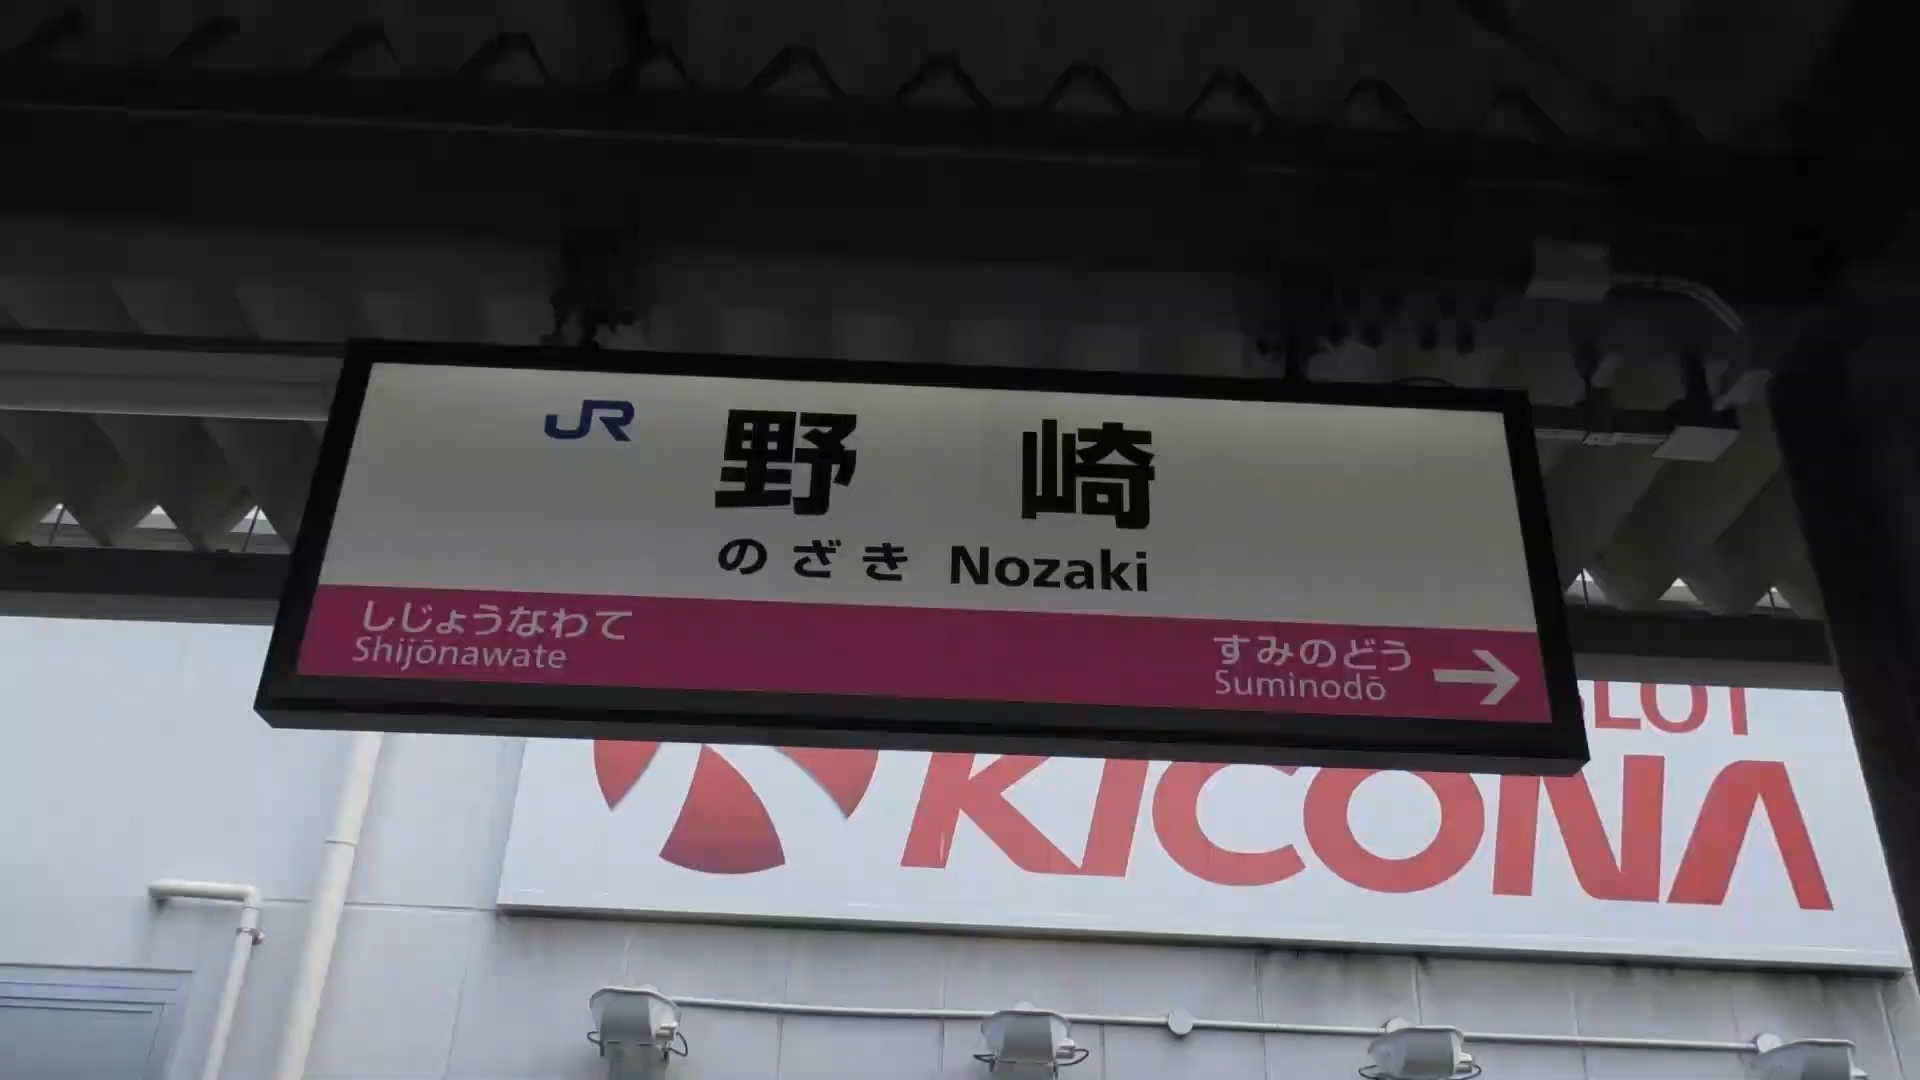 JR 野崎
のざき Nozaki
しじょうなわて
Shijōnawate
すみのどう
Suminodō
SLOT
KICONA